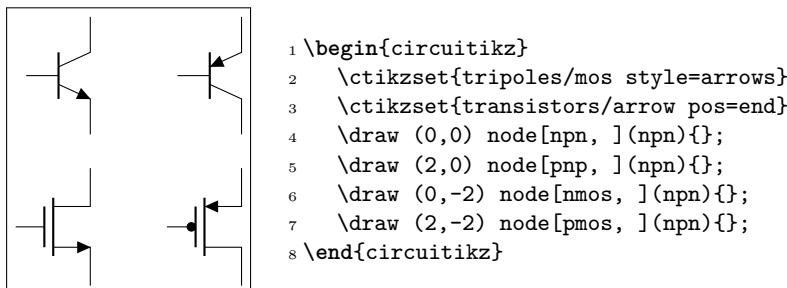 1 \begin{circuitikz}
2 \ctikzset{tripoles/mos style=arrows}
3 \ctikzset{transistors/arrow pos=end}
4 \draw (0,0) node[npn, ](npn){};
5 \draw (2,0) node[pnp, ](npn){};
6 \draw (0,-2) node[nmos, ](npn){};
7 \draw (2,-2) node[pmos, ](npn){};
8 \end{circuitikz}